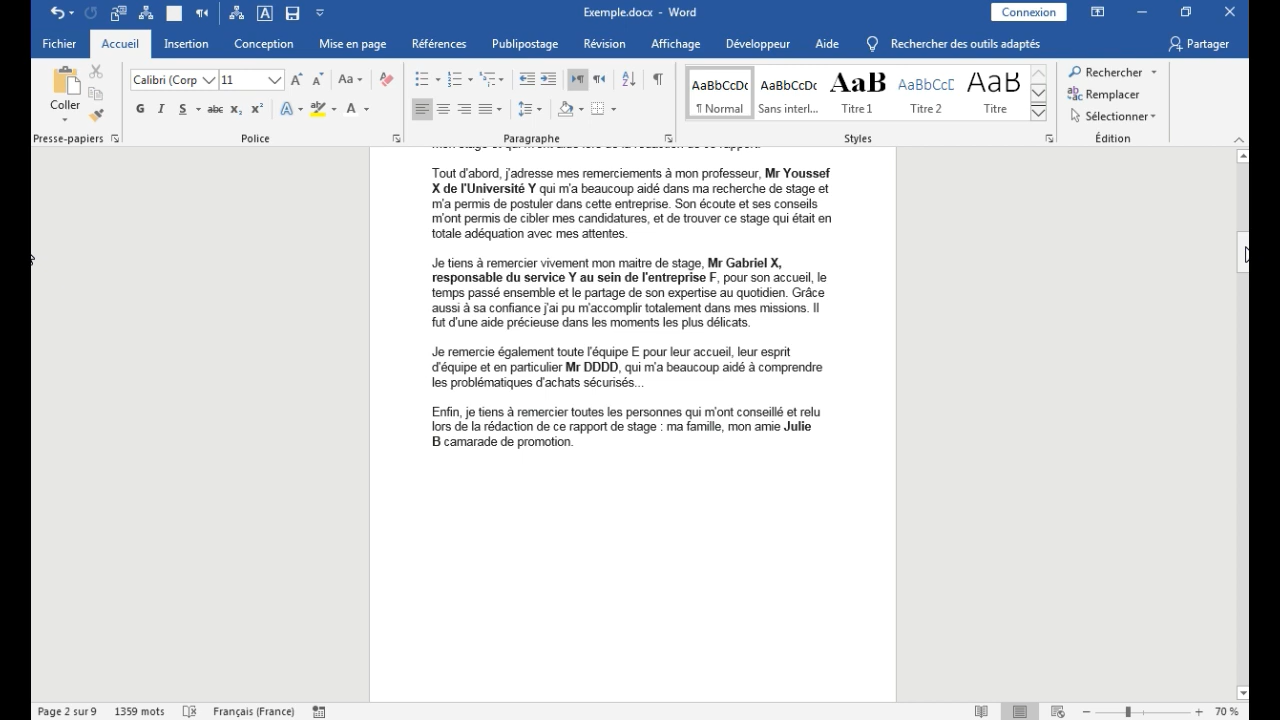 Exemple.docx - Word
Connexion
Fichier Accueil Insertion Conception Mise en page Références Publipostage Révision Affichage Développeur Aide Rechercher des outils adaptés Partager
Coller
Calibri (Corp 11
Aa
G I S abc x₂ x² A A
AaBbCcDc AaBbCcDc AaB AaBbCcD AaB
¶ Normal Sans interl... Titre 1 Titre 2 Titre
Rechercher
Remplacer
Sélectionner
Presse-papiers Police Paragraphe Styles Édition
Tout d'abord, j'adresse mes remerciements à mon professeur, Mr Youssef
X de l'Université Y qui m'a beaucoup aidé dans ma recherche de stage et
m'a permis de postuler dans cette entreprise. Son écoute et ses conseils
m'ont permis de cibler mes candidatures, et de trouver ce stage qui était en
totale adéquation avec mes attentes.
Je tiens à remercier vivement mon maitre de stage, Mr Gabriel X,
responsable du service Y au sein de l'entreprise F, pour son accueil, le
temps passé ensemble et le partage de son expertise au quotidien. Grâce
aussi à sa confiance j'ai pu m'accomplir totalement dans mes missions. Il
fut d'une aide précieuse dans les moments les plus délicats.
Je remercie également toute l'équipe E pour leur accueil, leur esprit
d'équipe et en particulier Mr DDDD, qui m'a beaucoup aidé à comprendre
les problématiques d'achats sécurisés...
Enfin, je tiens à remercier toutes les personnes qui m'ont conseillé et relu
lors de la rédaction de ce rapport de stage : ma famille, mon amie Julie
B camarade de promotion.
Page 2 sur 9 1359 mots Français (France) 70 %